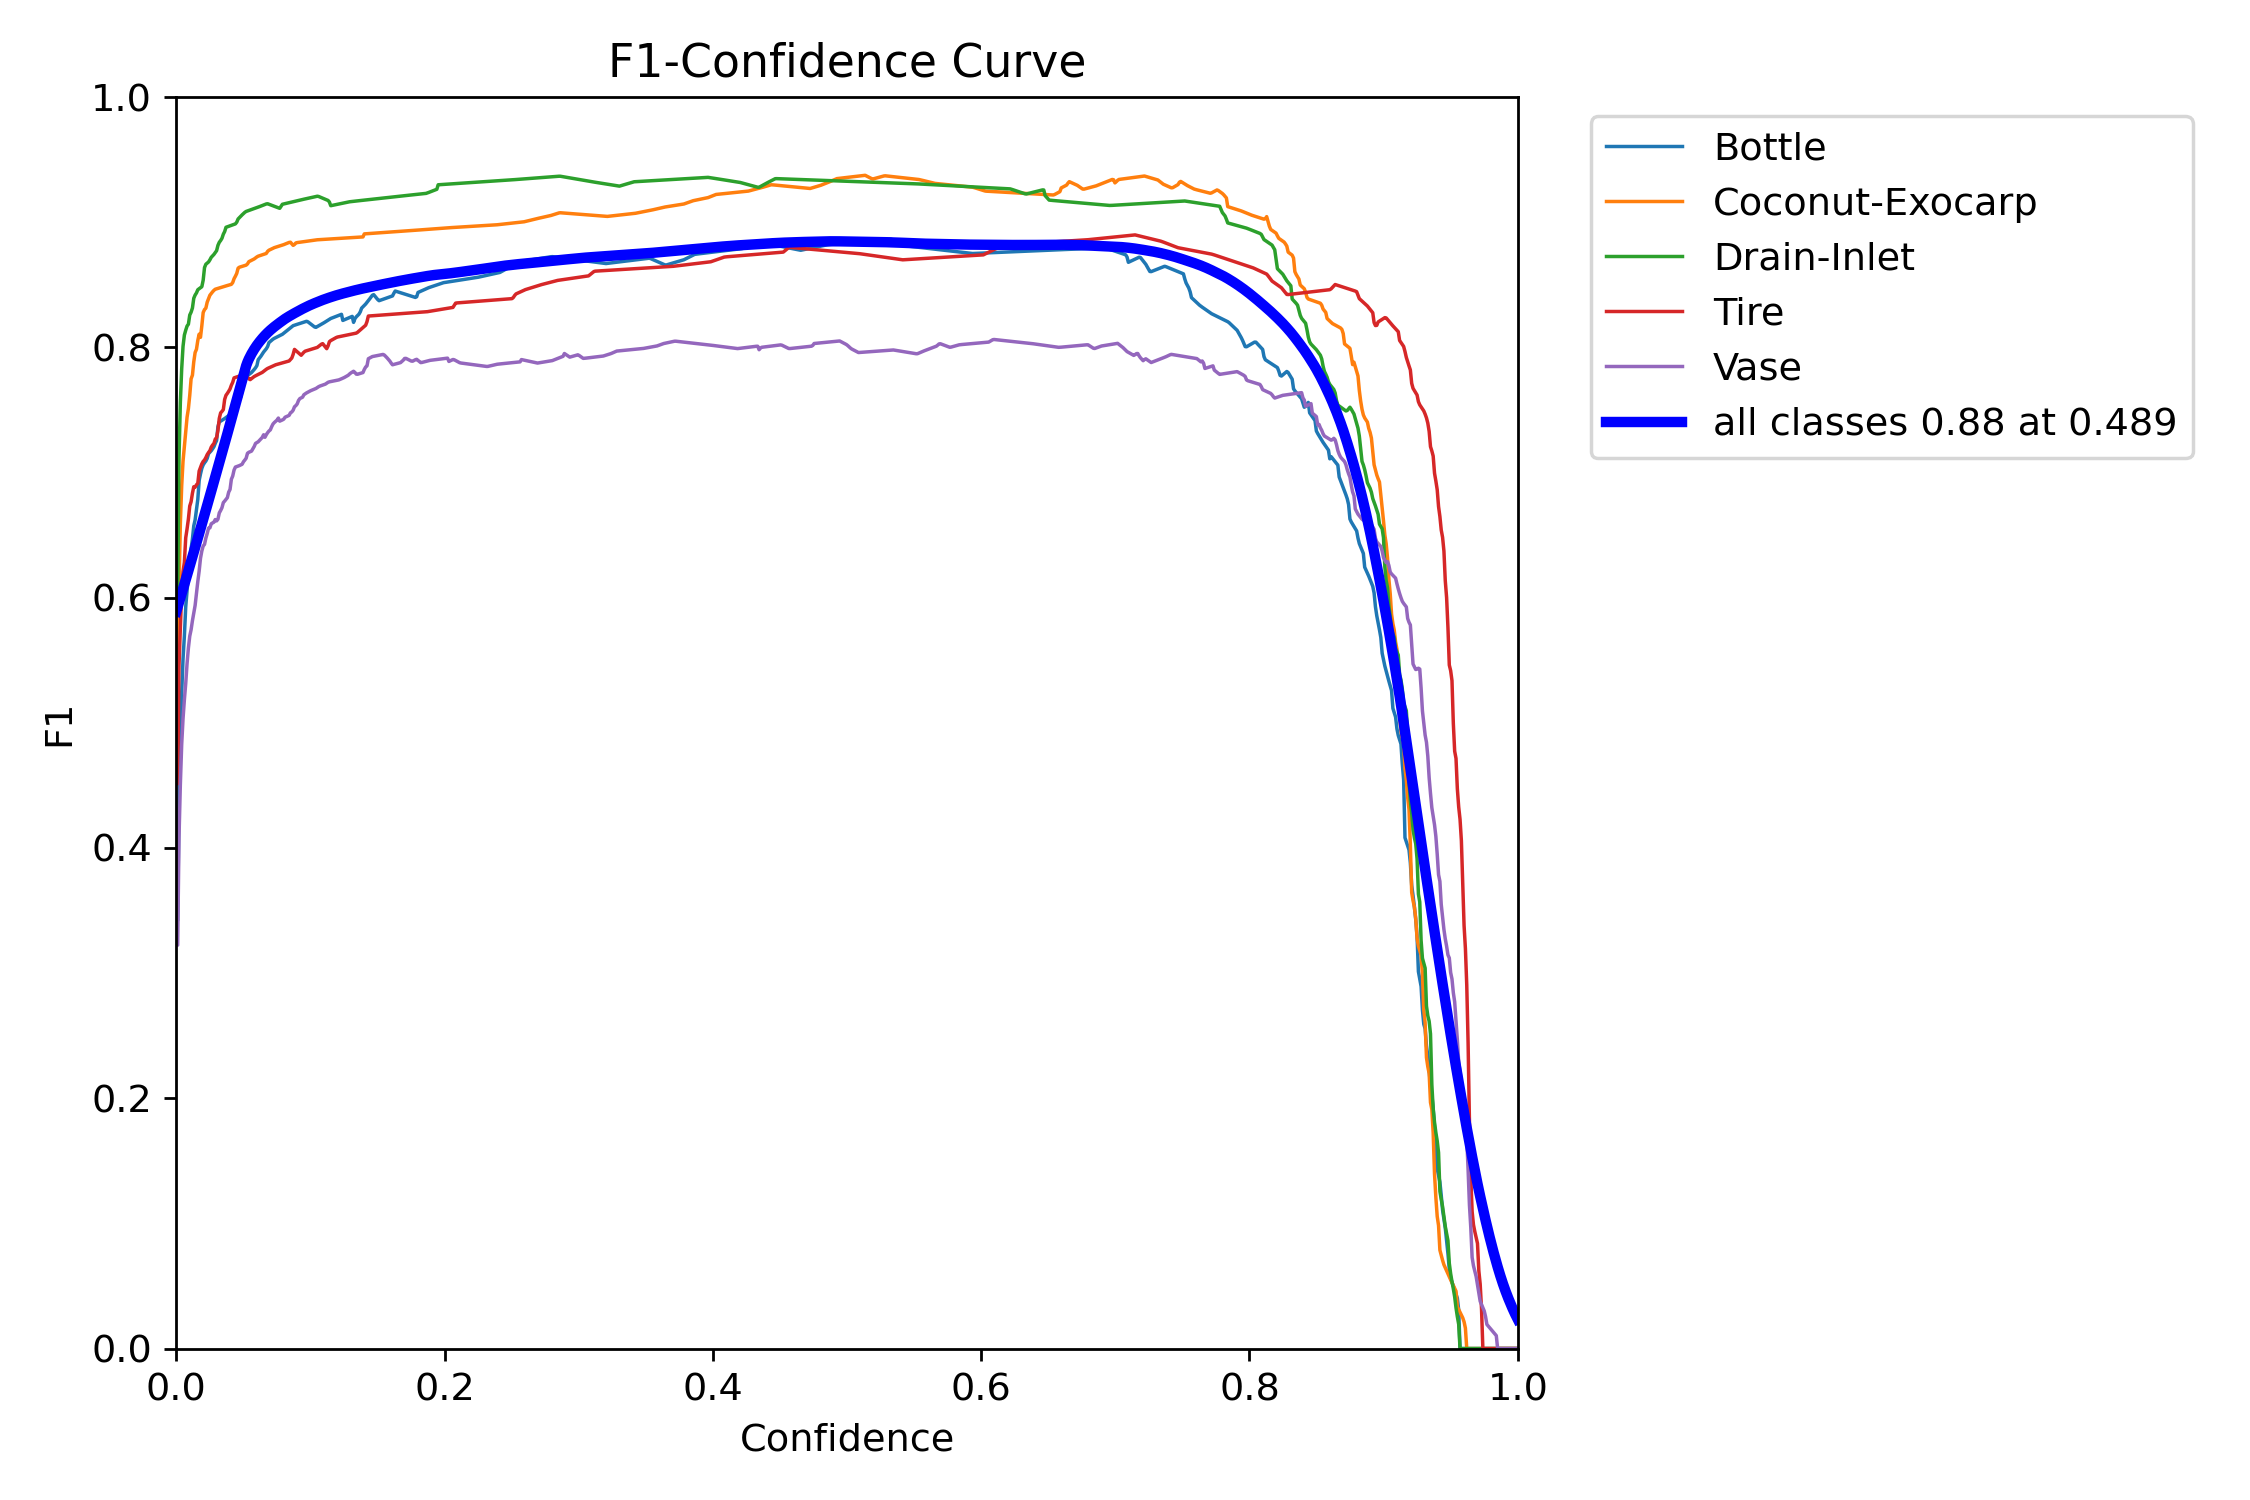 F1-Confidence Curve
1.0
0.8
0.6
0.4
0.2
0.0
F1
0.0 0.2 0.4 0.6 0.8 1.0
Confidence
Bottle
Coconut-Exocarp
Drain-Inlet
Tire
Vase
all classes 0.88 at 0.489